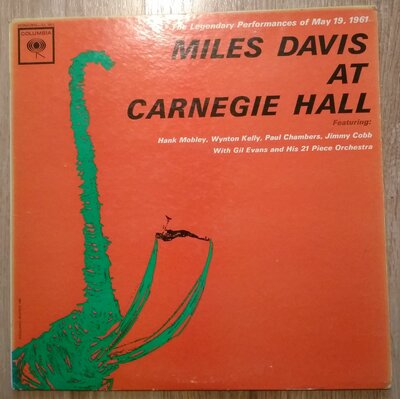 COLUMBIA
The Legendary Performances of May 19, 1961
MILES DAVIS
AT
CARNEGIE HALL
Featuring:
Hank Mobley, Wynton Kelly, Paul Chambers, Jimmy Cobb
With Gil Evans and His 21 Piece Orchestra